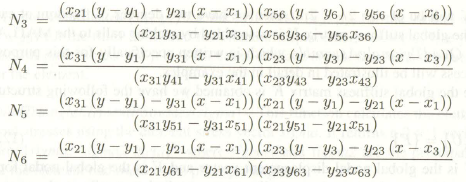 N_3 = \frac{(x_{21}(y - y_1) - y_{21}(x - x_1))(x_{56}(y - y_6) - y_{56}(x - x_6))}{(x_{21}y_{31} - y_{21}x_{31})(x_{56}y_{36} - y_{56}x_{36})}
N_4 = \frac{(x_{31}(y - y_1) - y_{31}(x - x_1))(x_{23}(y - y_3) - y_{23}(x - x_3))}{(x_{31}y_{41} - y_{31}x_{41})(x_{23}y_{43} - y_{23}x_{43})}
N_5 = \frac{(x_{31}(y - y_1) - y_{31}(x - x_1))(x_{21}(y - y_1) - y_{21}(x - x_1))}{(x_{31}y_{51} - y_{31}x_{51})(x_{21}y_{51} - y_{21}x_{51})}
N_6 = \frac{(x_{21}(y - y_1) - y_{21}(x - x_1))(x_{23}(y - y_3) - y_{23}(x - x_3))}{(x_{21}y_{61} - y_{21}x_{61})(x_{23}y_{63} - y_{23}x_{63})}